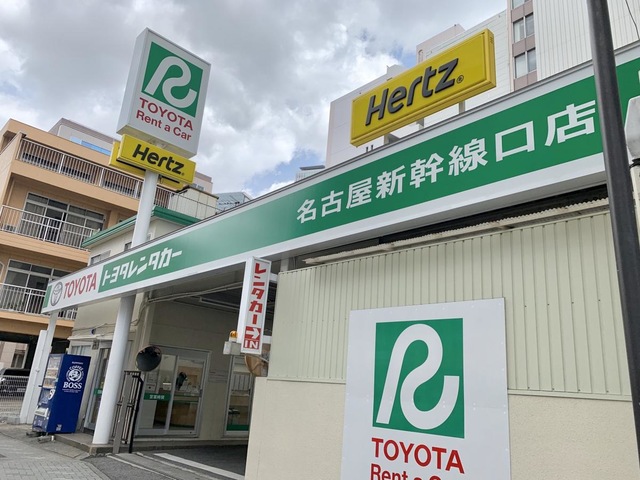 TOYOTA
Rent a Car
Hertz
Hertz®
名古屋新幹線口店
TOYOTA トヨタレンタカー
レンタカー
IN
BOSS
TOYOTA
Rent a Car